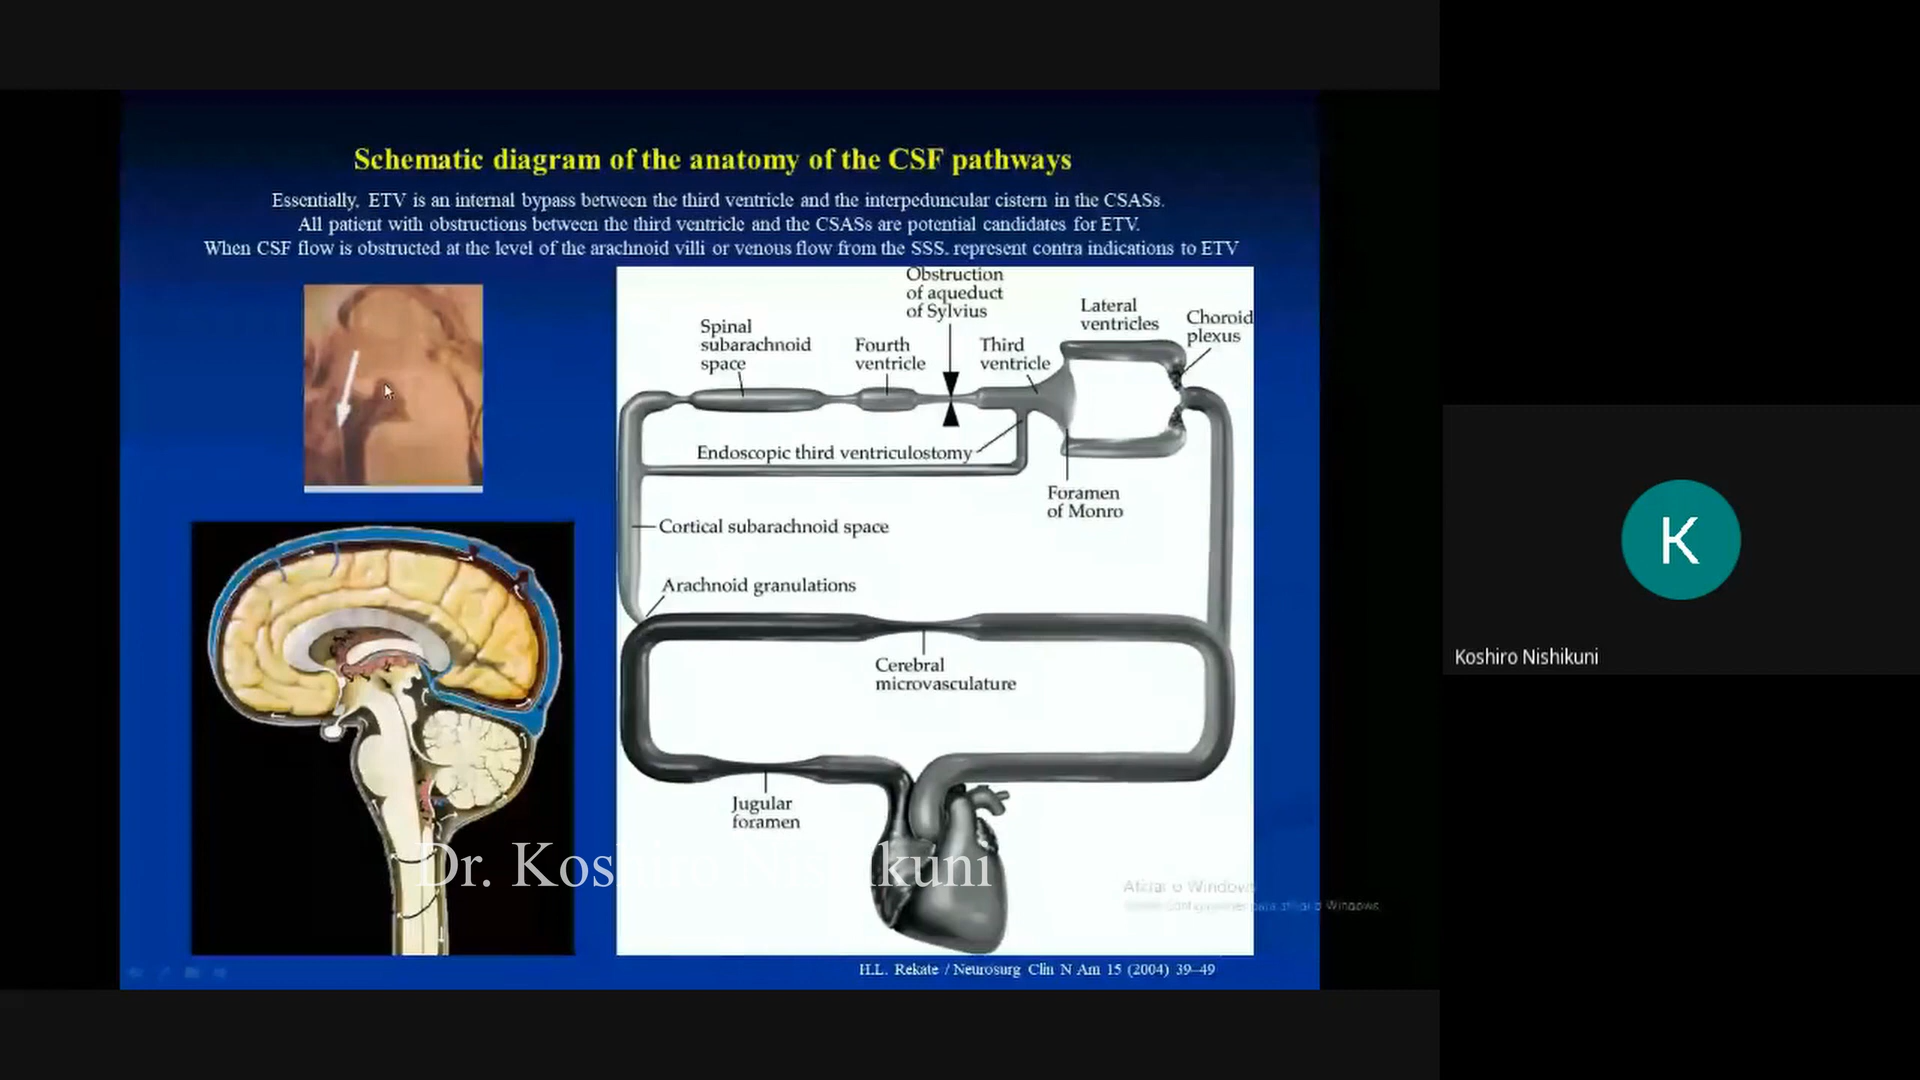 Schematic diagram of the anatomy of the CSF pathways
Essentially, ETV is an internal bypass between the third ventricle and the interpeduncular cistern in the CSASs.
All patient with obstructions between the third ventricle and the CSASs are potential candidates for ETV.
When CSF flow is obstructed at the level of the arachnoid villi or venous flow from the SSS. represent contra indications to ETV
Obstruction
of aqueduct
of Sylvius
Lateral
ventricles
Choroid
plexus
Spinal
subarachnoid
space
Fourth
ventricle
Third
ventricle
Endoscopic third ventriculostomy
Foramen
of Monro
Cortical subarachnoid space
Arachnoid granulations
Cerebral
microvasculature
Jugular
foramen
Dr. Koshiro Nishikuni
H.L. Rekate / Neurosurg Clin N Am 15 (2004) 39–49
K
Koshiro Nishikuni